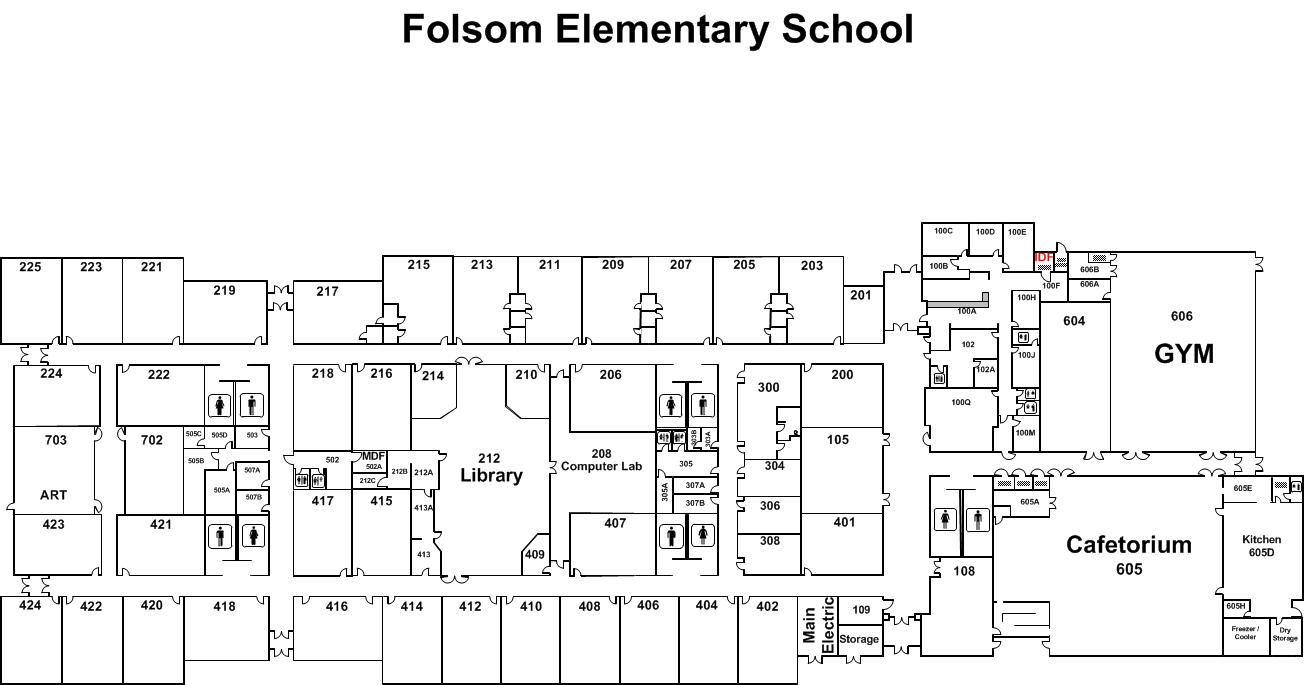 Folsom Elementary School
100C
100D
100E
IDF
225
223
221
215
213
211
209
207
205
203
100B
606B
606A
100F
219
217
201
100H
100A
604
606
GYM
102
100J
102A
224
222
218
216
214
210
206
300
200
100Q
703
702
505C
505D
503
303B
303A
105
100M
505B
502
MDF
502A
212B
212A
212
Library
208
Computer Lab
305
304
507A
212C
505A
507B
305A
307A
307B
605E
ART
417
415
413A
306
605A
423
421
407
401
308
413
409
108
Cafetorium
605
Kitchen
605D
424
422
420
418
416
414
412
410
408
406
404
402
Main
Electric
109
Storage
605H
Freezer /
Cooler
Dry
Storage